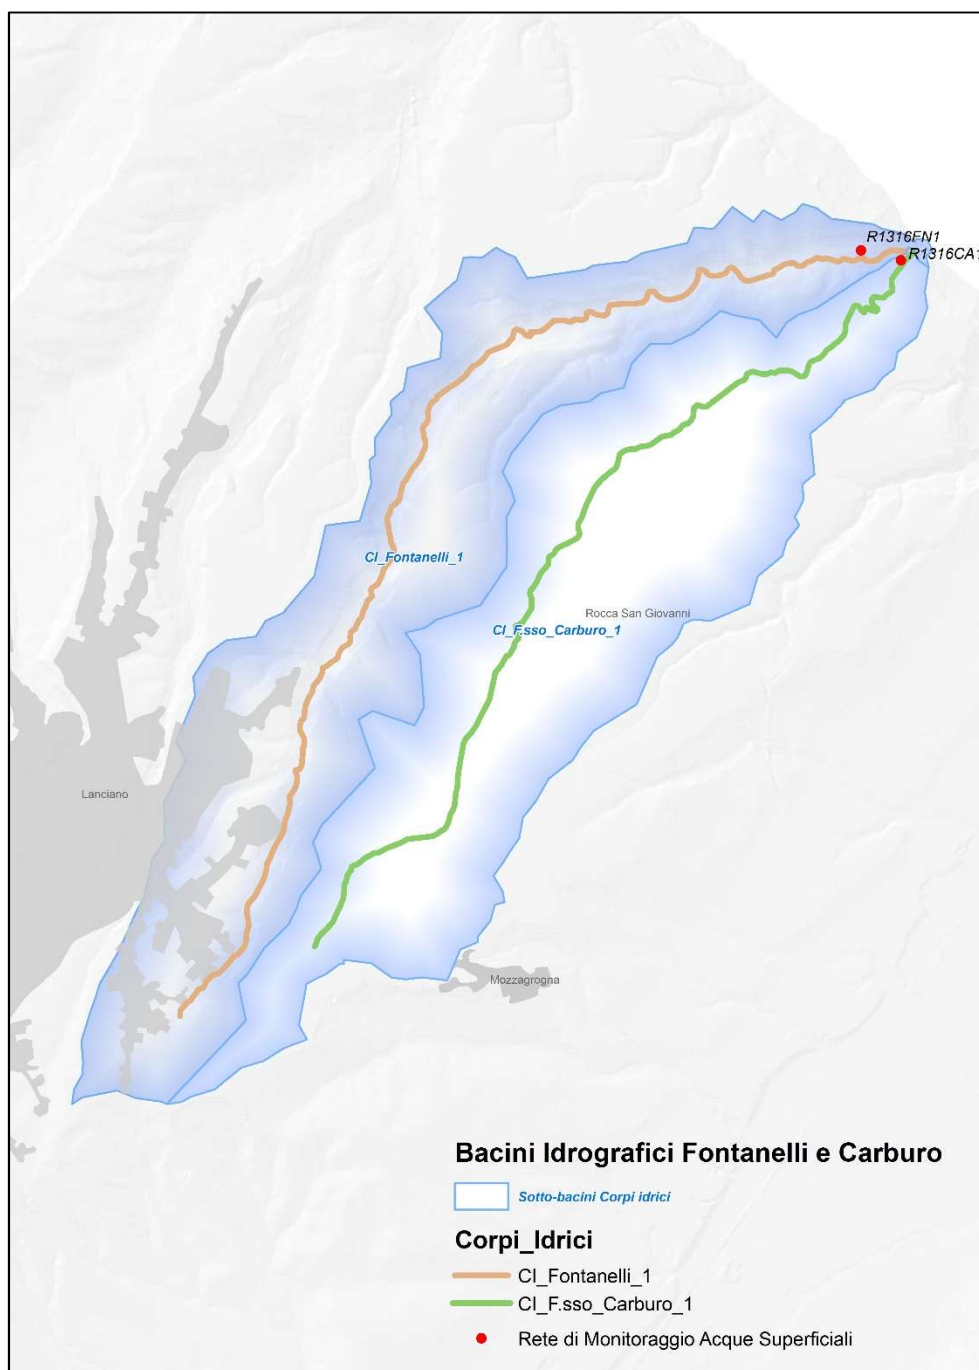 R1316FN1
R1316CA1
CI_Fontanelli_1
Rocca San Giovanni
CI_F.sso_Carburo_1
Lanciano
Mozzagrogna
Bacini Idrografici Fontanelli e Carburo
Sotto-bacini Corpi idrici
Corpi_Idrici
CI_Fontanelli_1
CI_F.sso_Carburo_1
Rete di Monitoraggio Acque Superficiali